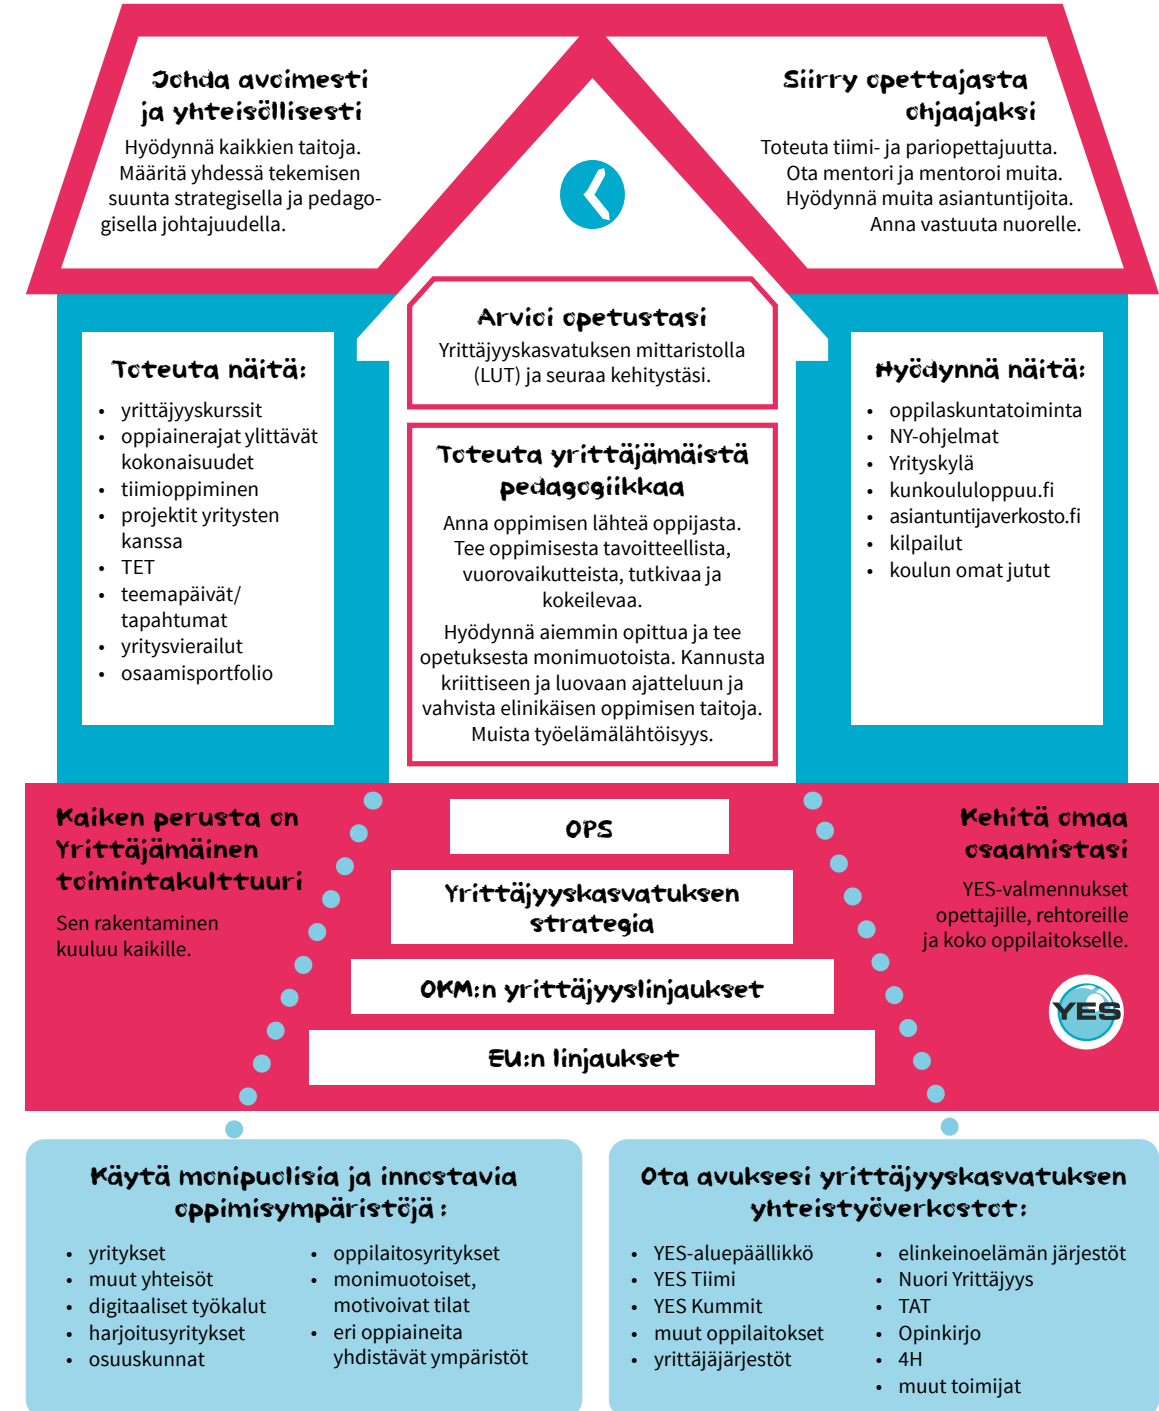 Johda avoimesti
ja yhteisöllisesti
Hyödynnä kaikkien taitoja.
Määritä yhdessä tekemisen
suunta strategisella ja pedago-
gisella johtajuudella.
Siirry opettajasta
ohjaajaksi
Toteuta tiimi- ja pariopettajuutta.
Ota mentori ja mentoroi muita.
Hyödynnä muita asiantuntijoita.
Anna vastuuta nuorelle.
Arvioi opetustasi
Yrittäjyyskasvatuksen mittaristolla
(LUT) ja seuraa kehitystäsi.
Toteuta näitä:
• yrittäjyyskurssit
• oppiainerajat ylittävät
kokonaisuudet
• tiimioppiminen
• projektit yritysten
kanssa
• TET
• teemapäivät/
tapahtumat
• yritysvierailut
• osaamisportfolio
Toteuta yrittäjämäistä
pedagogiikkaa
Anna oppimisen lähteä oppijasta.
Tee oppimisesta tavoitteellista,
vuorovaikutteista, tutkivaa ja
kokeilevaa.
Hyödynnä aiemmin opittua ja tee
opetuksesta monimuotoista. Kannusta
kriittiseen ja luovaan ajatteluun ja
vahvista elinikäisen oppimisen taitoja.
Muista työelämälähtöisyys.
Hyödynnä näitä:
• oppilaskuntatoiminta
• NY-ohjelmat
• Yrityskylä
• kunkoululoppuu.fi
• asiantuntijaverkosto.fi
• kilpailut
• koulun omat jutut
Kaiken perusta on
Yrittäjämäinen
toimintakulttuuri
Sen rakentaminen
kuuluu kaikille.
OPS
Yrittäjyyskasvatuksen
strategia
OKM:n yrittäjyyslinjaukset
EU:n linjaukset
Kehitä omaa
osaamistasi
YES-valmennukset
opettajille, rehtoreille
ja koko oppilaitokselle.
YES
Käytä monipuolisia ja innostavia
oppimisympäristöjä:
• yritykset
• muut yhteisöt
• digitaaliset työkalut
• harjoitusyritykset
• osuuskunnat
• oppilaitosyritykset
• monimuotoiset,
motivoivat tilat
• eri oppiaineita
yhdistävät ympäristöt
Ota avuksesi yrittäjyyskasvatuksen
yhteistyöverkostot:
• YES-aluepäällikkö
• YES Tiimi
• YES Kummit
• muut oppilaitokset
• yrittäjäjärjestöt
• elinkeinoelämän järjestöt
• Nuori Yrittäjyys
• TAT
• Opinkirjo
• 4H
• muut toimijat